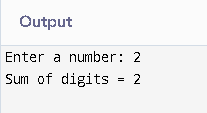 Output
Enter a number: 2
Sum of digits = 2